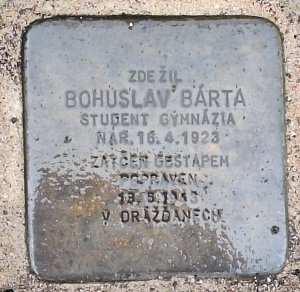 ZDE ŽIL
BOHUSLAV BÁRTA
STUDENT GYMNÁZIA
NAR. 16.4.1923
ZATČEN GESTAPEM
POPRAVEN
V DRÁŽĎANECH